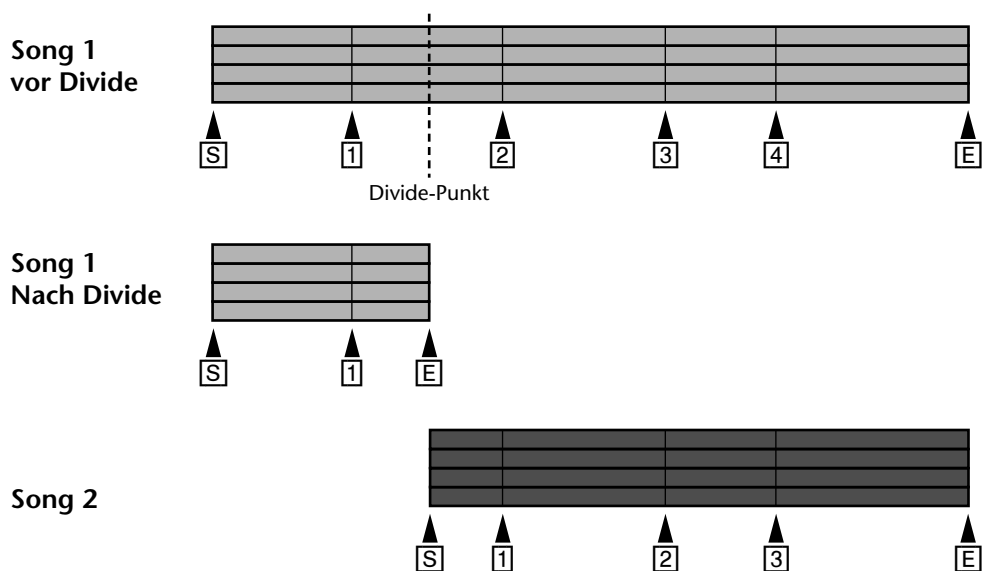 Song 1
vor Divide
S 1 2 3 4 E
Divide-Punkt
Song 1
Nach Divide
S 1 E
Song 2
S 1 2 3 E